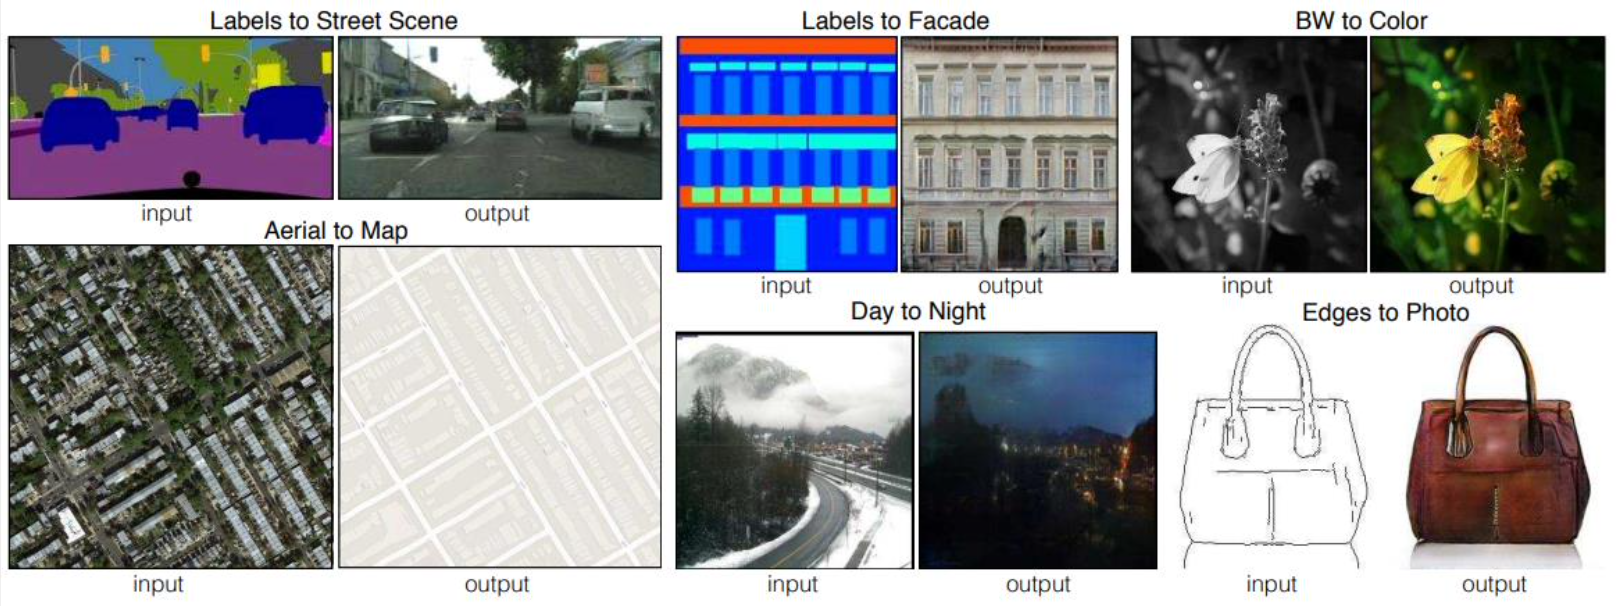 Labels to Street Scene
input
output
Aerial to Map
input
output
Labels to Facade
input
output
Day to Night
input
output
BW to Color
input
output
Edges to Photo
input
output